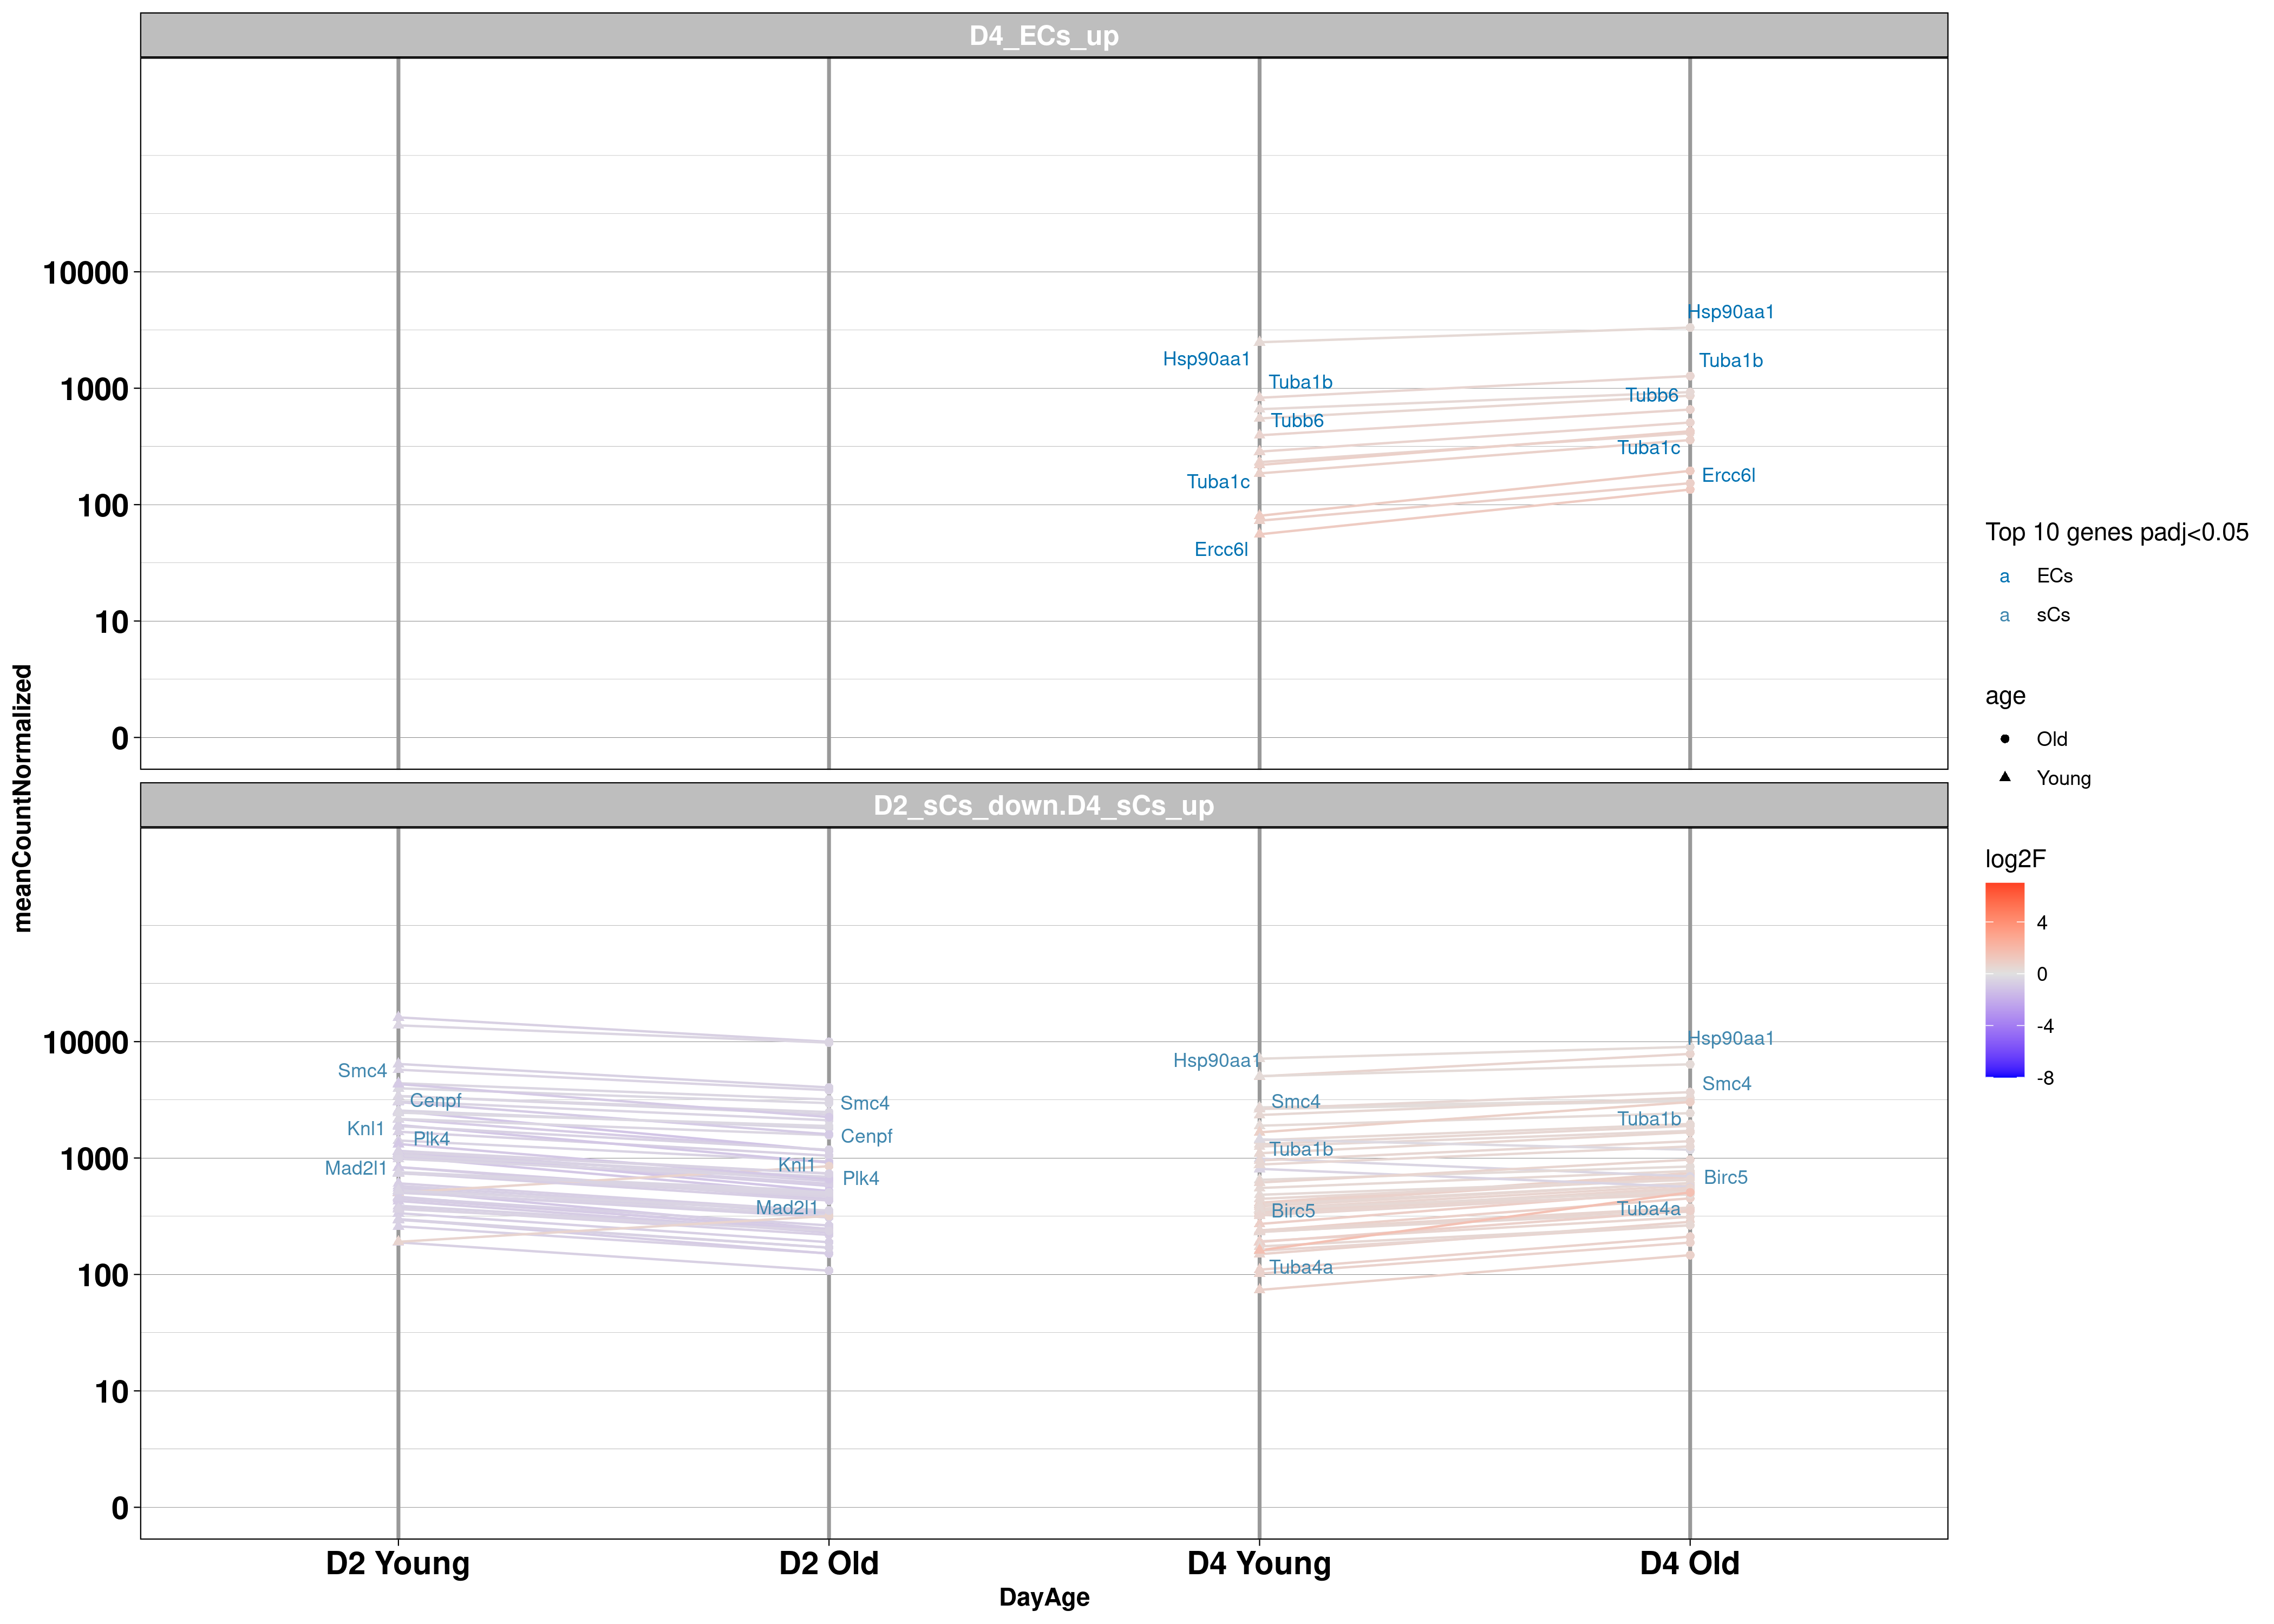 D4_ECs_up
10000
1000
100
10
0
Hsp90aa1
Hsp90aa1
Tuba1b
Tuba1b
Tubb6
Tubb6
Tuba1c
Tuba1c
Ercc6l
Ercc6l
meanCountNormalized
D2_sCs_down.D4_sCs_up
10000
1000
100
10
0
Smc4
Cenpf
Knl1
Plk4
Mad2l1
Smc4
Cenpf
Knl1
Plk4
Mad2l1
Hsp90aa1
Smc4
Tuba1b
Birc5
Tuba4a
Hsp90aa1
Smc4
Tuba1b
Birc5
Tuba4a
D2 Young
D2 Old
D4 Young
D4 Old
DayAge
Top 10 genes padj<0.05
a ECs
a sCs
age
Old
Young
log2F
4
0
-4
-8